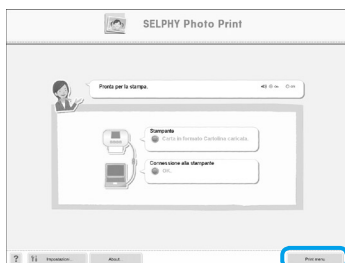 SELPHY Photo Print
Pronta per la stampa.
Stampante
Carta in formato Cartolina caricata.
Connessione alla stampante
OK.
? Impostazioni... About... Print menu